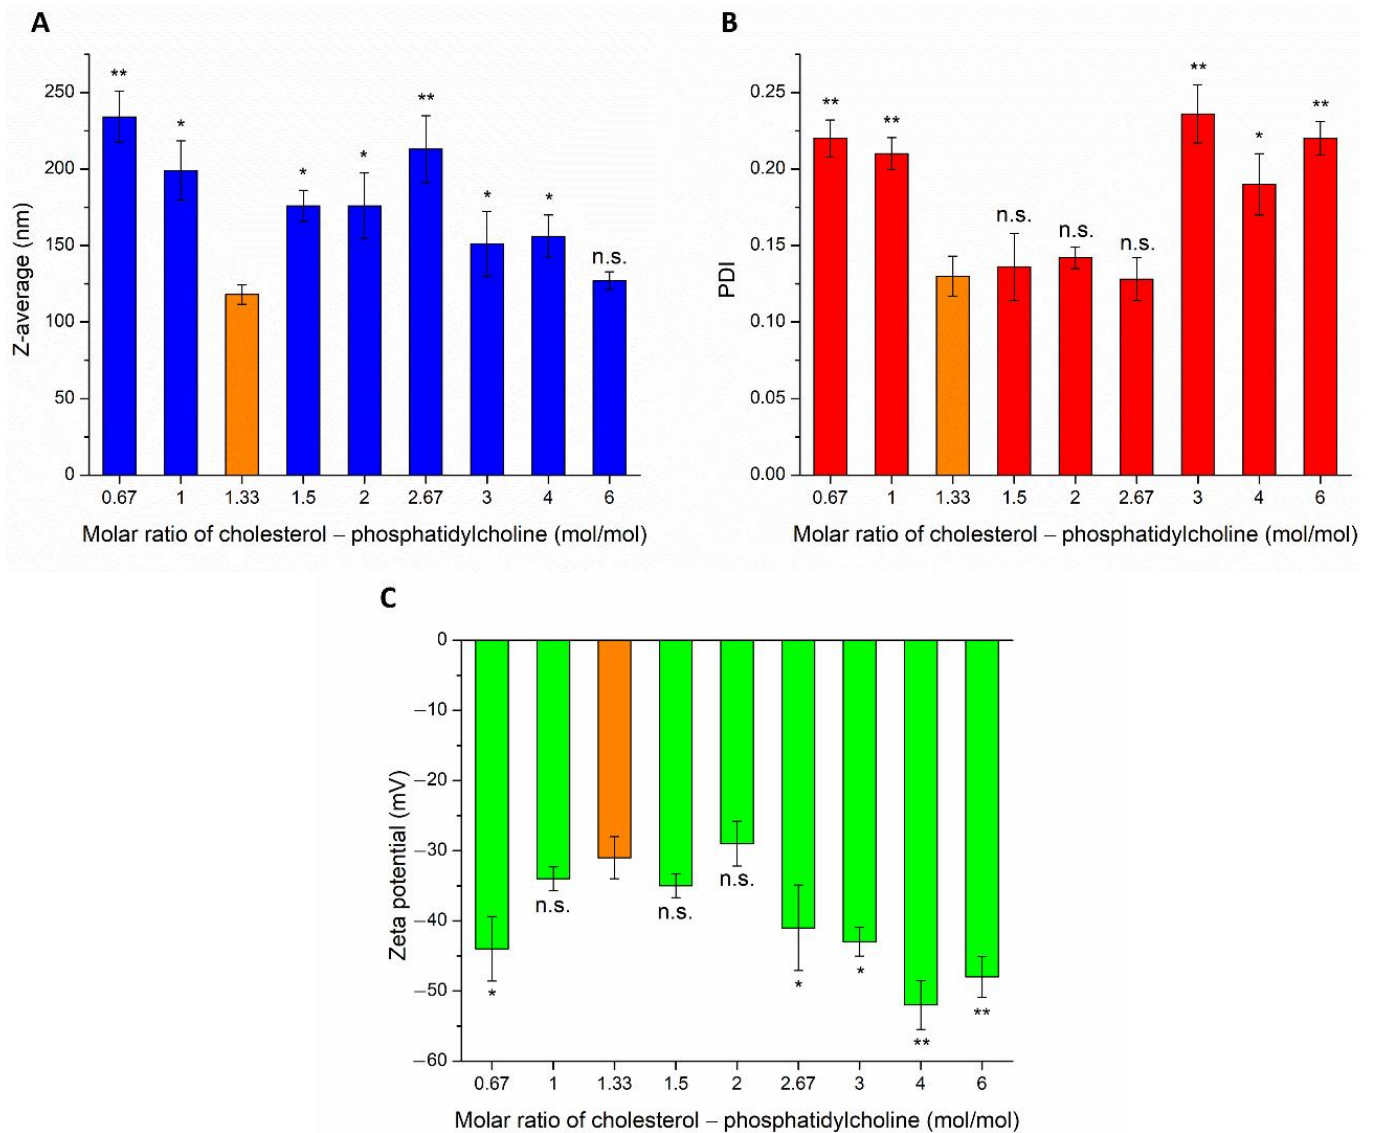 A
**
*
*
*
**
*
*
n.s.
250
200
150
100
50
0
Z-average (nm)
0.67 1 1.33 1.5 2 2.67 3 4 6
Molar ratio of cholesterol – phosphatidylcholine (mol/mol)
B
**
**
n.s.
n.s.
n.s.
**
*
**
0.25
0.20
0.15
0.10
0.05
0.00
PDI
0.67 1 1.33 1.5 2 2.67 3 4 6
Molar ratio of cholesterol – phosphatidylcholine (mol/mol)
C
0
−10
−20
−30
−40
−50
−60
Zeta potential (mV)
*
n.s.
n.s.
n.s.
*
*
**
**
0.67 1 1.33 1.5 2 2.67 3 4 6
Molar ratio of cholesterol – phosphatidylcholine (mol/mol)